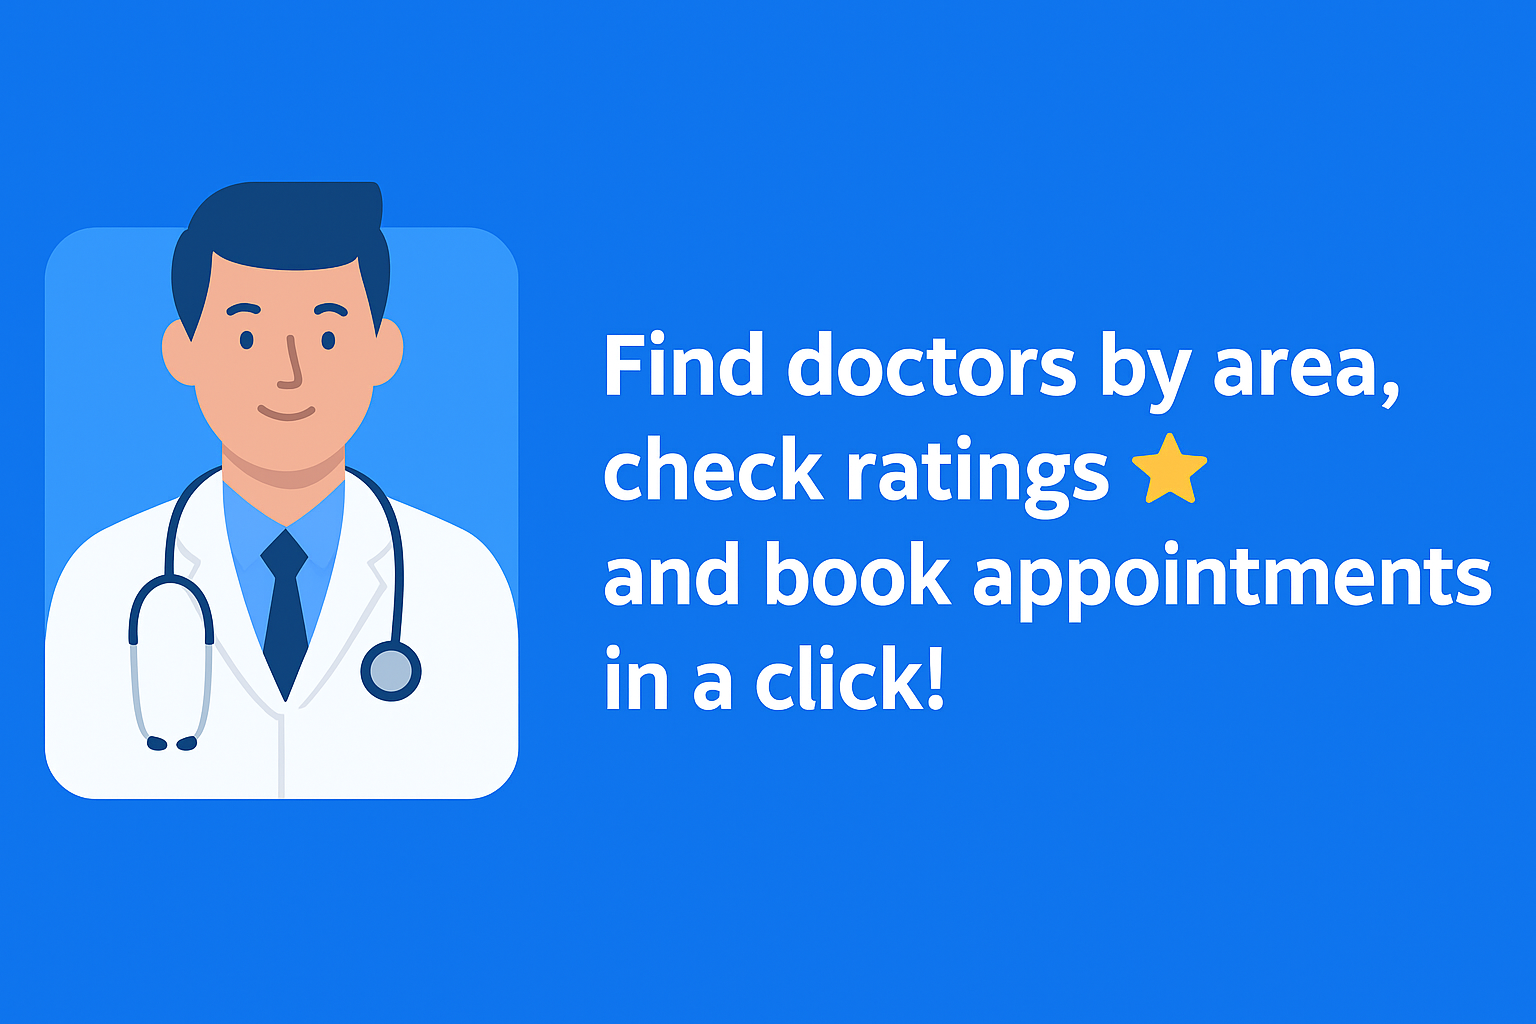 Find doctors by area,
check ratings ⭐
and book appointments
in a click!